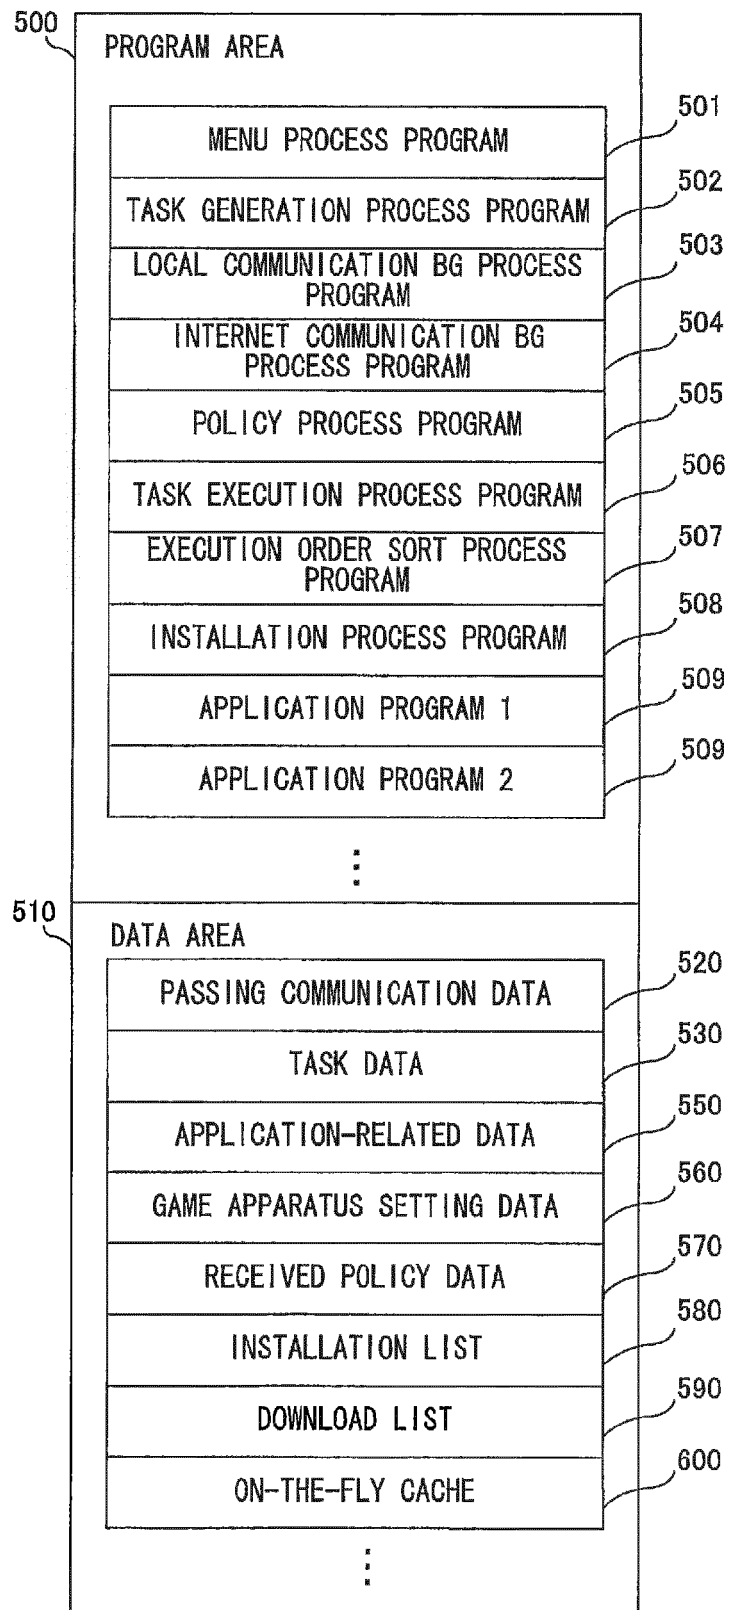 500
PROGRAM AREA
MENU PROCESS PROGRAM
501
TASK GENERATION PROCESS PROGRAM
502
LOCAL COMMUNICATION BG PROCESS
PROGRAM
503
INTERNET COMMUNICATION BG
PROCESS PROGRAM
504
POLICY PROCESS PROGRAM
505
TASK EXECUTION PROCESS PROGRAM
506
EXECUTION ORDER SORT PROCESS
PROGRAM
507
INSTALLATION PROCESS PROGRAM
508
APPLICATION PROGRAM 1
509
APPLICATION PROGRAM 2
509
510
DATA AREA
PASSING COMMUNICATION DATA
520
TASK DATA
530
APPLICATION-RELATED DATA
550
GAME APPARATUS SETTING DATA
560
RECEIVED POLICY DATA
570
INSTALLATION LIST
580
DOWNLOAD LIST
590
ON-THE-FLY CACHE
600